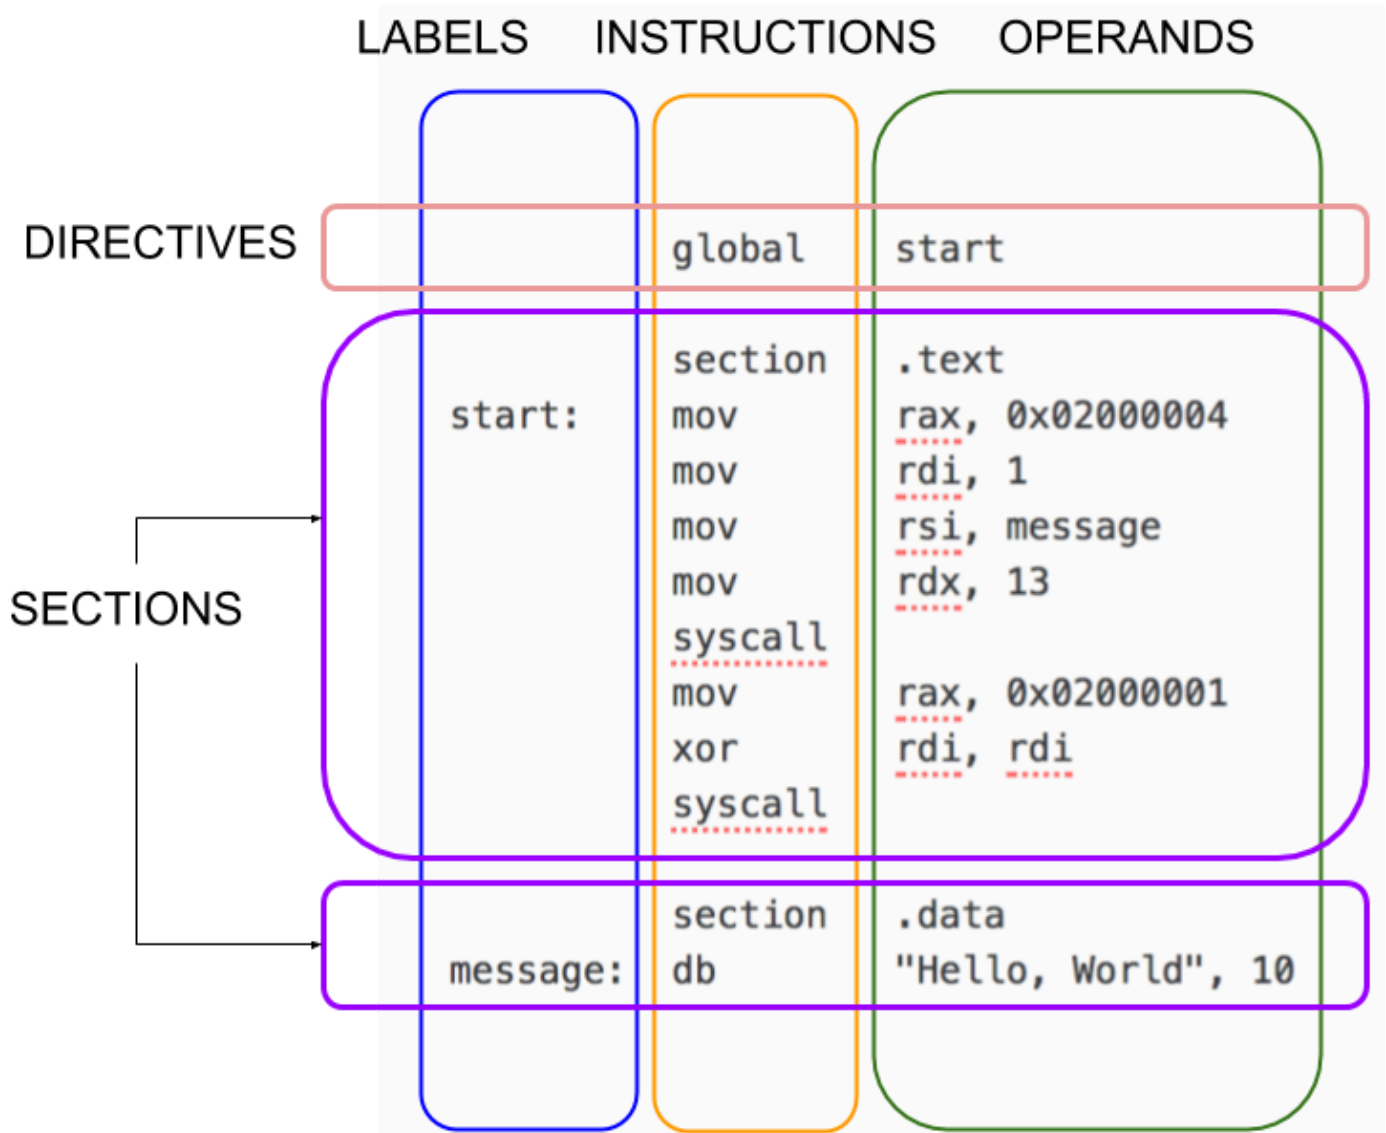 LABELS INSTRUCTIONS OPERANDS
DIRECTIVES global start
section .text
start: mov rax, 0x02000004
mov rdi, 1
mov rsi, message
mov rdx, 13
SECTIONS
syscall
mov rax, 0x02000001
xor rdi, rdi
syscall
section .data
message: db "Hello, World", 10